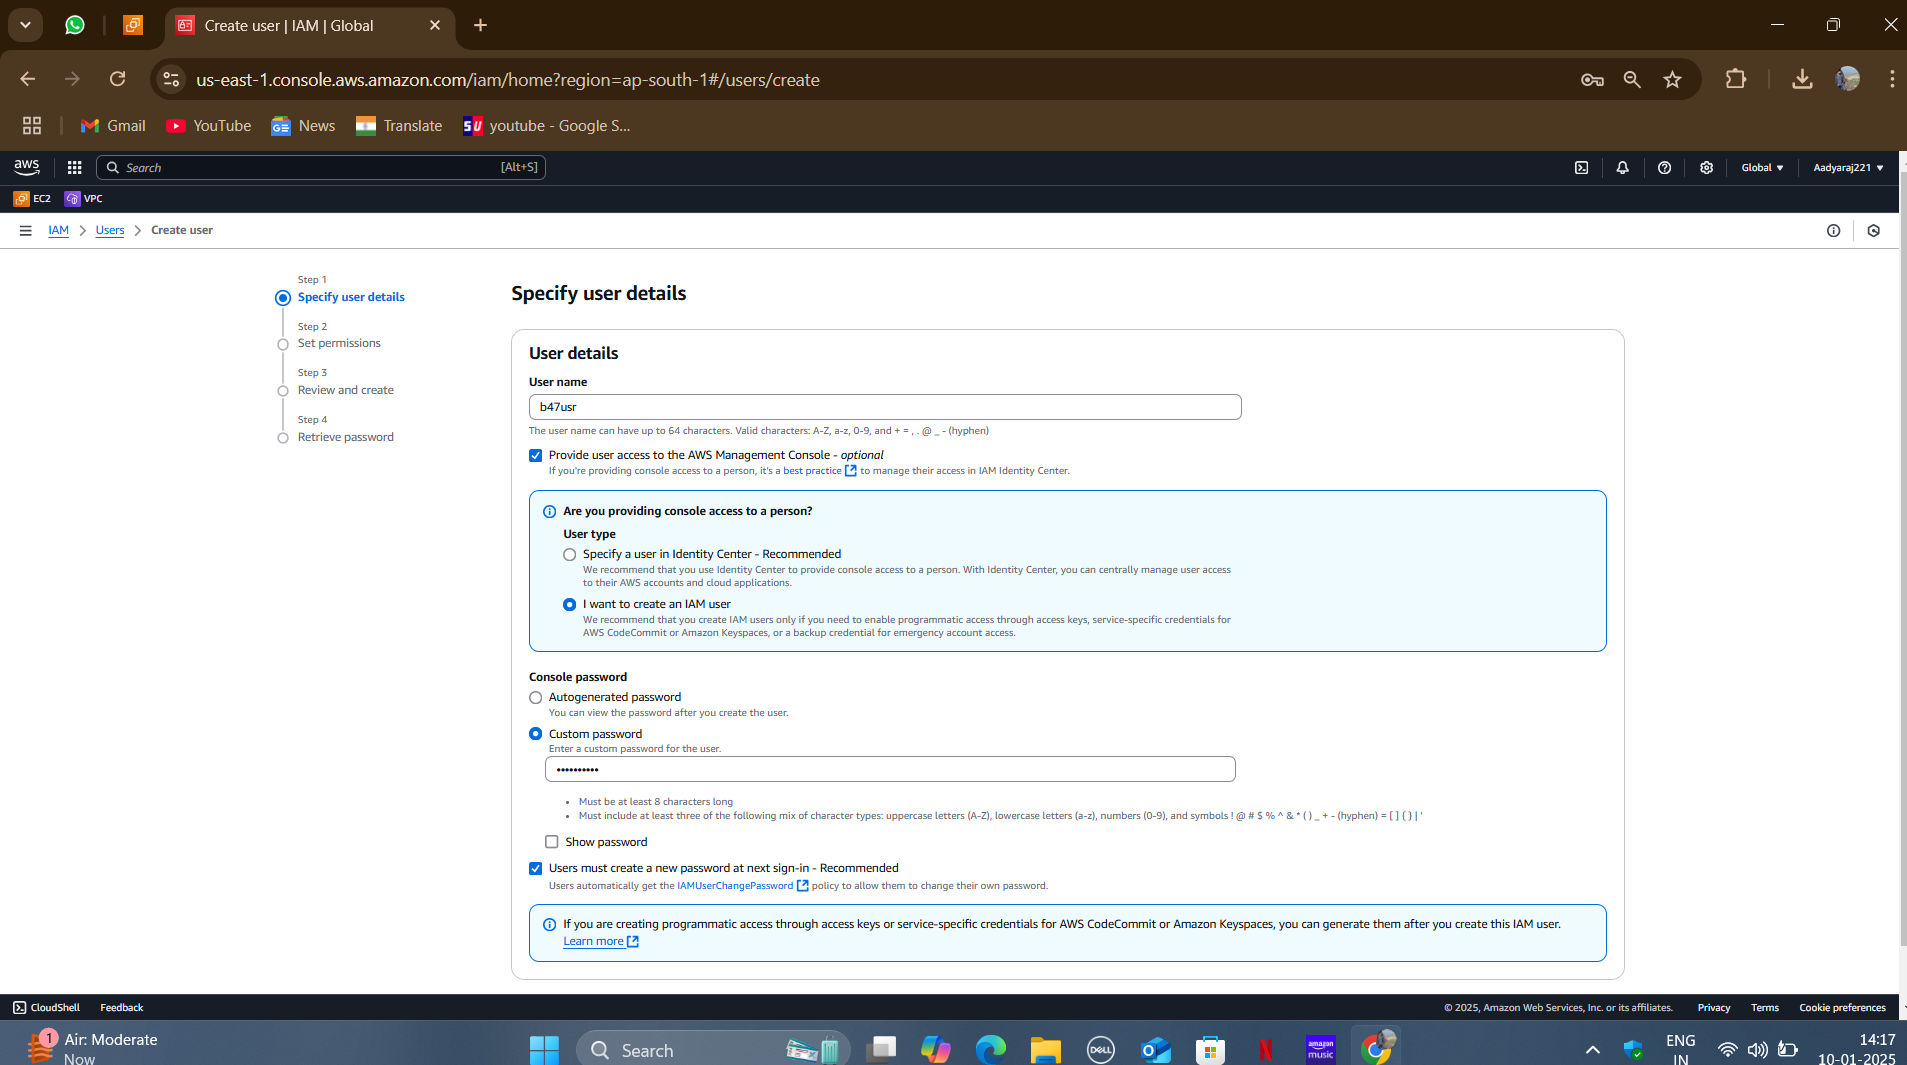 Create user | IAM | Global
us-east-1.console.aws.amazon.com/iam/home?region=ap-south-1#/users/create
Gmail
YouTube
News
Translate
SU youtube - Google S...
aws
Search
[Alt+S]
Global
Aadyaraj221
EC2
VPC
IAM
Users
Create user
Step 1
Specify user details
Step 2
Set permissions
Step 3
Review and create
Step 4
Retrieve password
Specify user details
User details
User name
b47usr
The user name can have up to 64 characters. Valid characters: A-Z, a-z, 0-9, and + = , . @ _ - (hyphen)
Provide user access to the AWS Management Console - optional
If you're providing console access to a person, it's a best practice to manage their access in IAM Identity Center.
Are you providing console access to a person?
User type
Specify a user in Identity Center - Recommended
We recommend that you use Identity Center to provide console access to a person. With Identity Center, you can centrally manage user access
to their AWS accounts and cloud applications.
I want to create an IAM user
We recommend that you create IAM users only if you need to enable programmatic access through access keys, service-specific credentials for
AWS CodeCommit or Amazon Keyspaces, or a backup credential for emergency account access.
Console password
Autogenerated password
You can view the password after you create the user.
Custom password
Enter a custom password for the user.
••••••••••
• Must be at least 8 characters long
• Must include at least three of the following mix of character types: uppercase letters (A-Z), lowercase letters (a-z), numbers (0-9), and symbols ! @ # $ % ^ & * ( ) _ + - (hyphen) = [ ] { } | '
Show password
Users must create a new password at next sign-in - Recommended
Users automatically get the IAMUserChangePassword policy to allow them to change their own password.
If you are creating programmatic access through access keys or service-specific credentials for AWS CodeCommit or Amazon Keyspaces, you can generate them after you create this IAM user.
Learn more
CloudShell
Feedback
© 2025, Amazon Web Services, Inc. or its affiliates.
Privacy
Terms
Cookie preferences
1
Air: Moderate
Now
Search
DELL
amazon
music
ENG
IN
14:17
10-01-2025